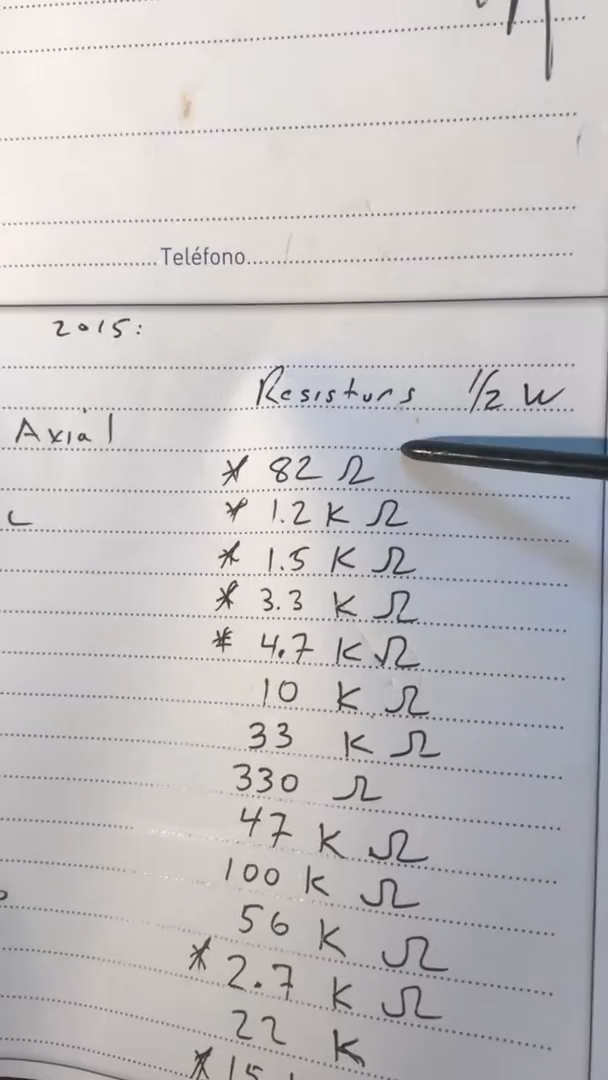 Teléfono
2015:
Resistors 1/2 W
Axial
* 82 Ω
* 1.2 K Ω
* 1.5 K Ω
* 3.3 K Ω
* 4.7 K Ω
10 K Ω
33 K Ω
330 Ω
47 K Ω
100 K Ω
56 K Ω
* 2.7 K Ω
22 K
* 15